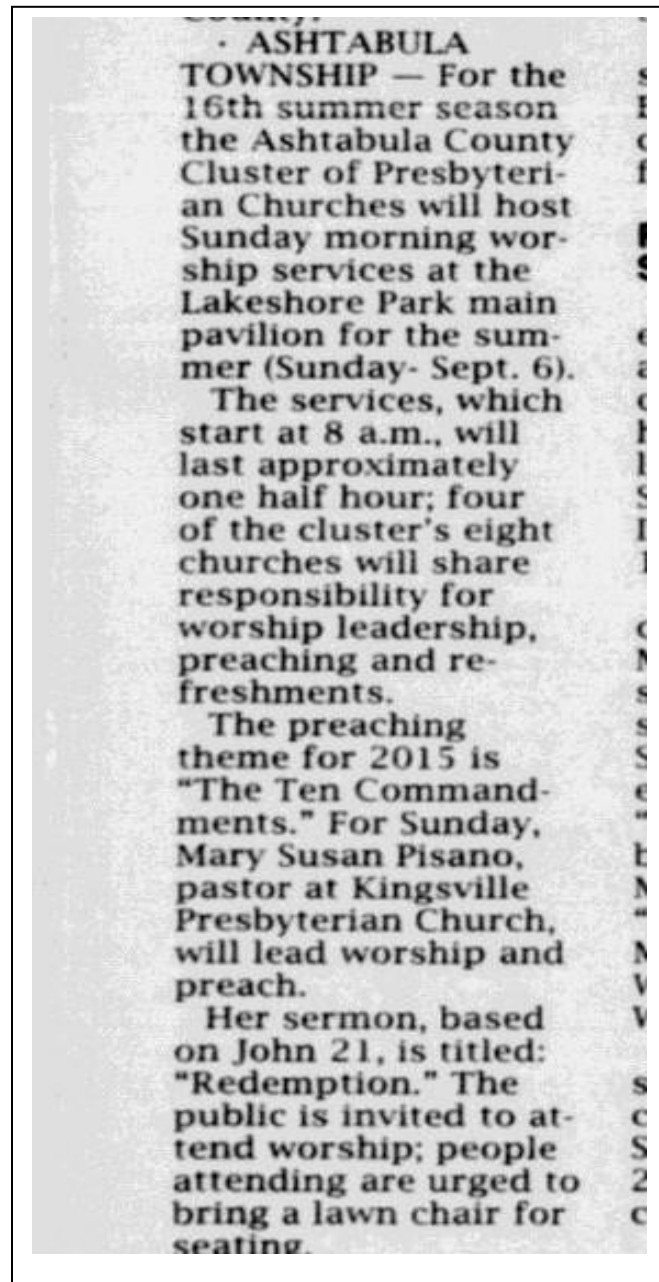 County.
· ASHTABULA
TOWNSHIP — For the
16th summer season
the Ashtabula County
Cluster of Presbyteri-
an Churches will host
Sunday morning wor-
ship services at the
Lakeshore Park main
pavilion for the sum-
mer (Sunday- Sept. 6).
The services, which
start at 8 a.m., will
last approximately
one half hour; four
of the cluster's eight
churches will share
responsibility for
worship leadership,
preaching and re-
freshments.
The preaching
theme for 2015 is
“The Ten Command-
ments.” For Sunday,
Mary Susan Pisano,
pastor at Kingsville
Presbyterian Church,
will lead worship and
preach.
Her sermon, based
on John 21, is titled:
“Redemption.” The
public is invited to at-
tend worship; people
attending are urged to
bring a lawn chair for
seating.